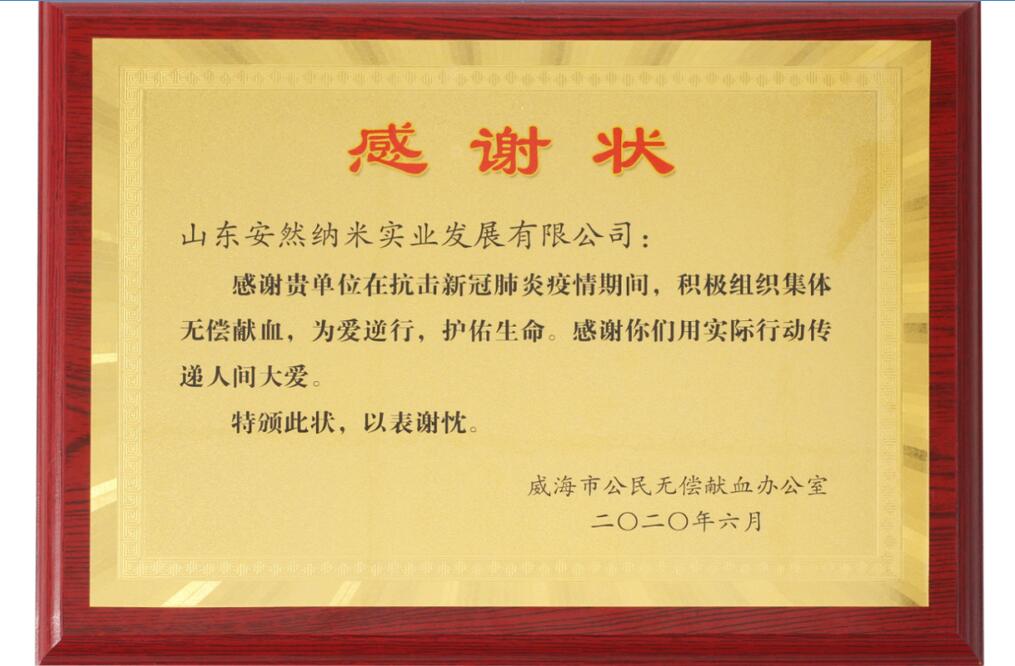 感谢状
山东安然纳米实业发展有限公司：
感谢贵单位在抗击新冠肺炎疫情期间，积极组织集体
无偿献血，为爱逆行，护佑生命。感谢你们用实际行动传
递人间大爱。
特颁此状，以表谢忱。
威海市公民无偿献血办公室
二〇二〇年六月